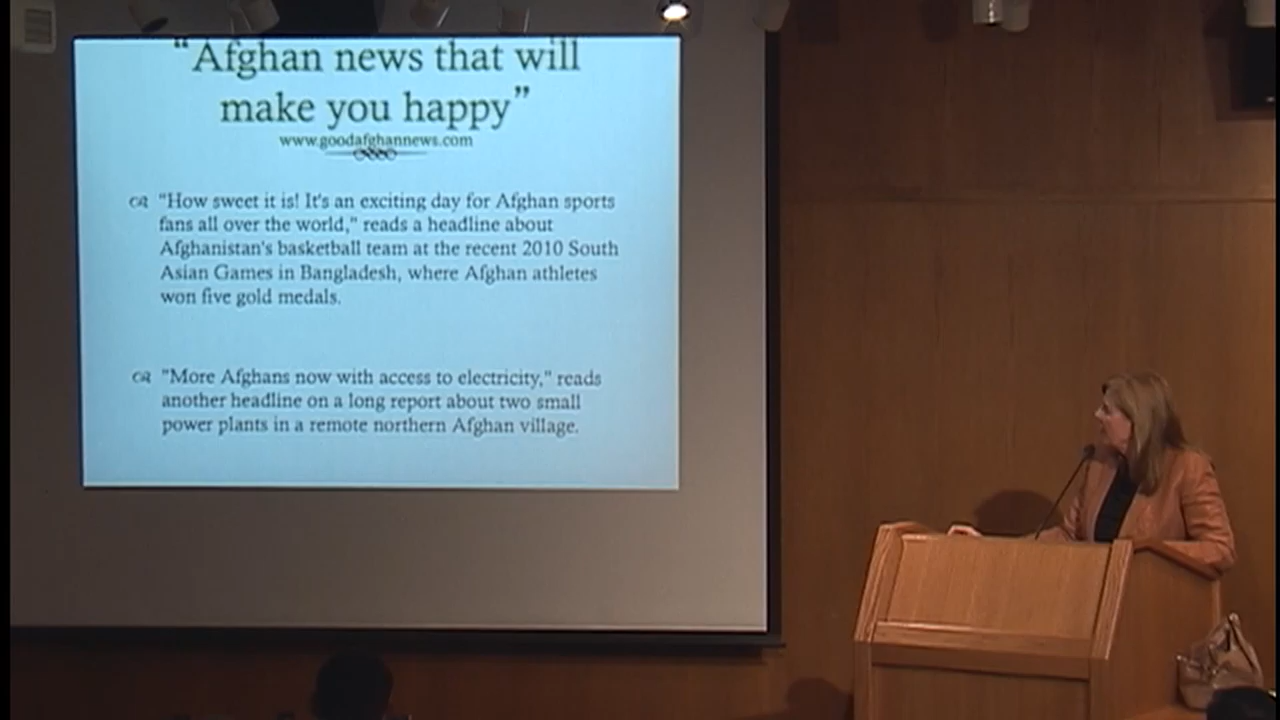 “Afghan news that will
make you happy”
www.goodafghannews.com
"How sweet it is! It's an exciting day for Afghan sports
fans all over the world," reads a headline about
Afghanistan's basketball team at the recent 2010 South
Asian Games in Bangladesh, where Afghan athletes
won five gold medals.
"More Afghans now with access to electricity," reads
another headline on a long report about two small
power plants in a remote northern Afghan village.